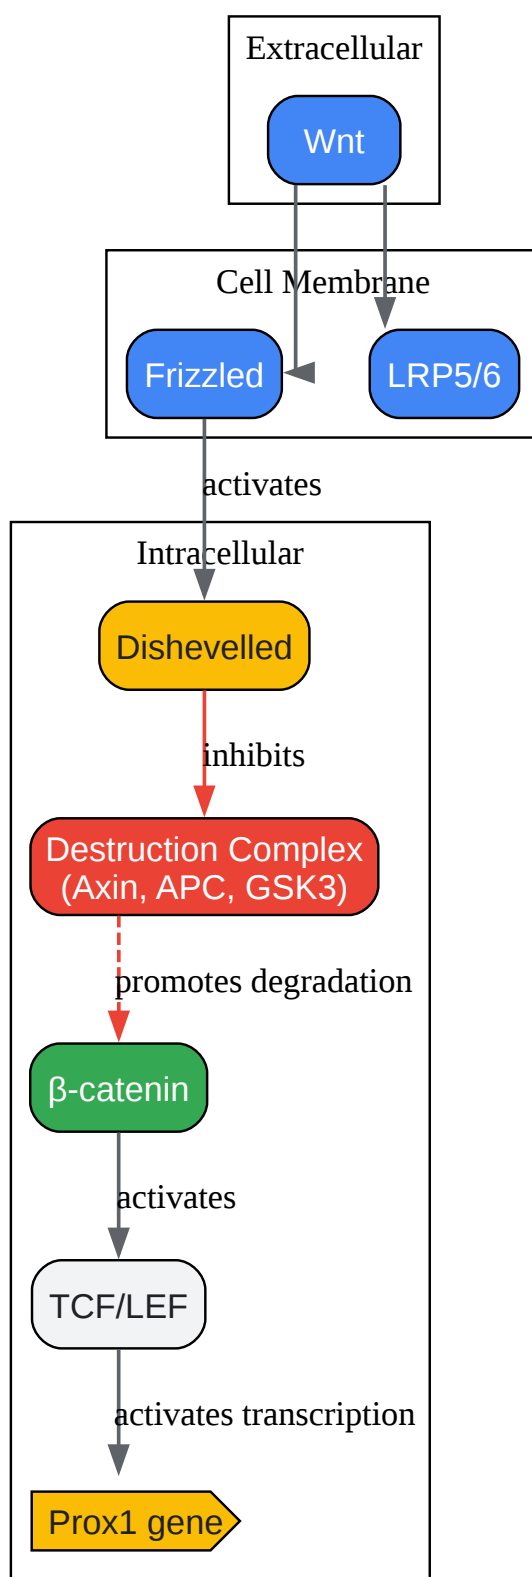 Extracellular
Wnt
Cell Membrane
Frizzled
LRP5/6
activates
Intracellular
Dishevelled
inhibits
Destruction Complex
(Axin, APC, GSK3)
promotes degradation
β-catenin
activates
TCF/LEF
activates transcription
Prox1 gene